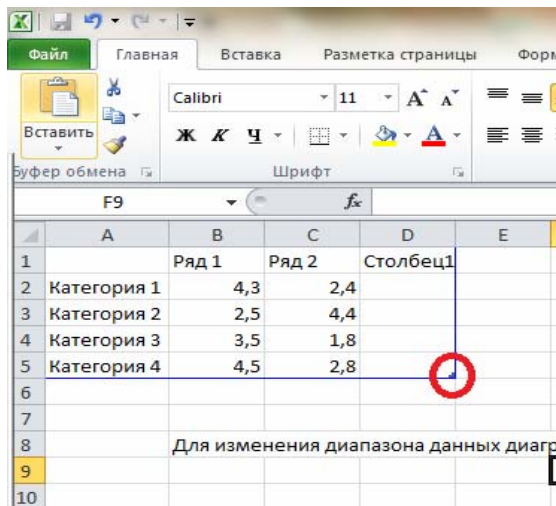 Файл Главная Вставка Разметка страницы Форм
Calibri 11 А А
Вставить Ж К Ч А
Буфер обмена Шрифт
F9 fx
A B C D E
1 Ряд 1 Ряд 2 Столбец1
2 Категория 1 4,3 2,4
3 Категория 2 2,5 4,4
4 Категория 3 3,5 1,8
5 Категория 4 4,5 2,8
6
7
8 Для изменения диапазона данных диагр
9
10